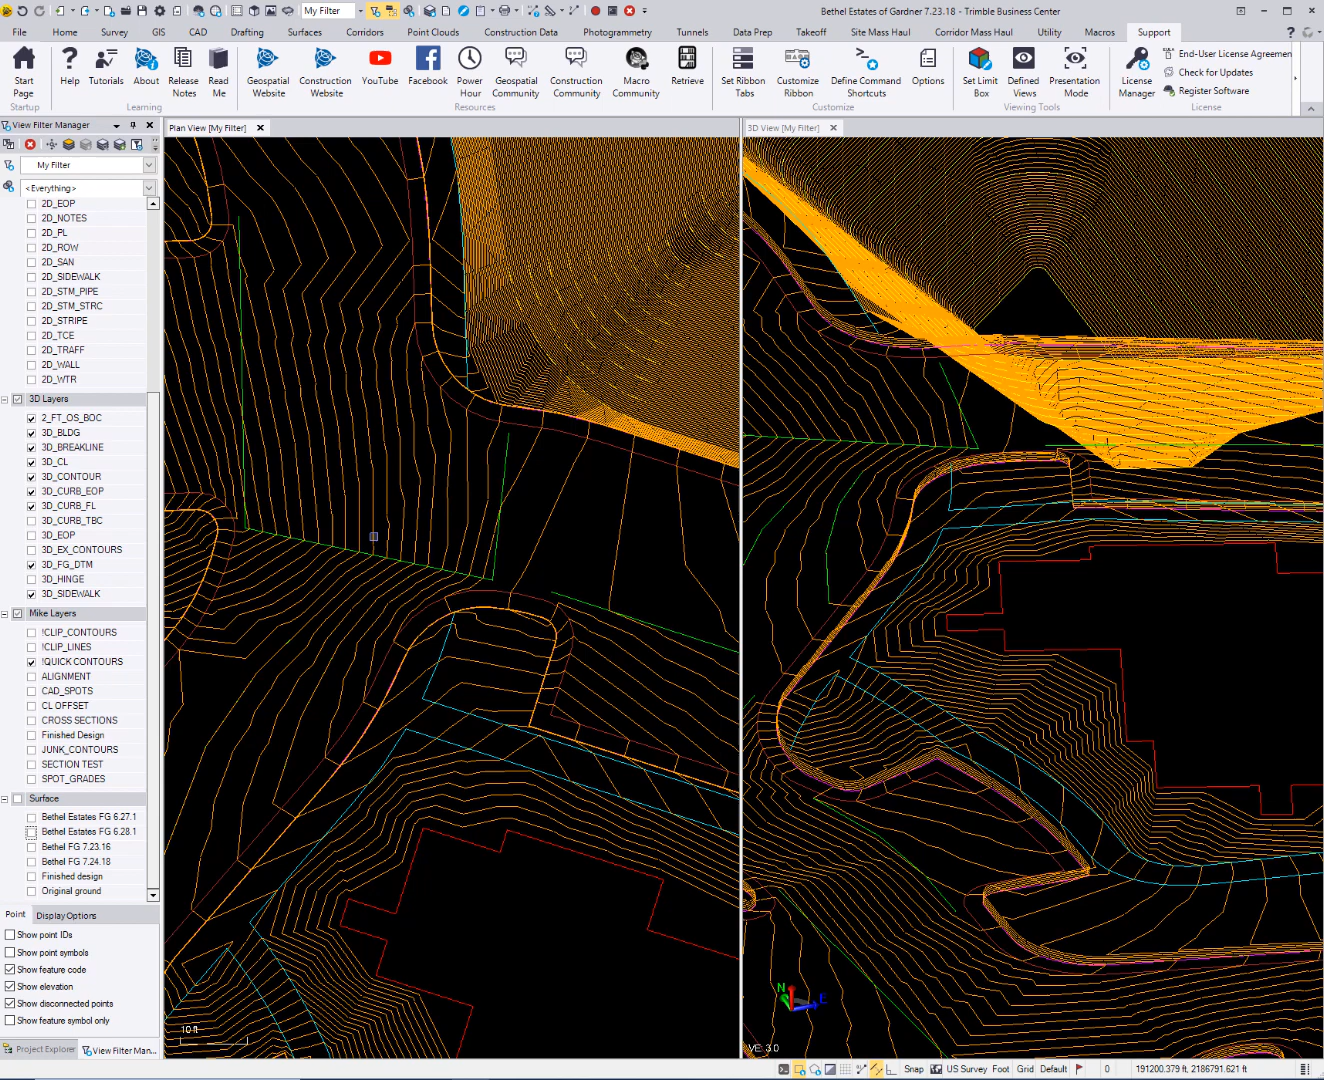 My Filter
Bethel Estates of Gardner 7.23.18 - Trimble Business Center
File Home Survey GIS CAD Drafting Surfaces Corridors Point Clouds Construction Data Photogrammetry Tunnels Data Prep Takeoff Site Mass Haul Corridor Mass Haul Utility Macros Support
Start Page
Help
Tutorials
About
Release Notes
Read Me
Geospatial Website
Construction Website
YouTube
Facebook
Power Hour
Geospatial Community
Construction Community
Macro Community
Retrieve
Set Ribbon Tabs
Customize Ribbon
Define Command Shortcuts
Options
Set Limit Box
Defined Views
Presentation Mode
License Manager
End-User License Agreemen
Check for Updates
Register Software
Startup Learning Resources Customize Viewing Tools License
View Filter Manager
Plan View [My Filter]
3D View [My Filter]
My Filter
<Everything>
2D_EOP
2D_NOTES
2D_PL
2D_ROW
2D_SAN
2D_SIDEWALK
2D_STM_PIPE
2D_STM_STRC
2D_STRIPE
2D_TCE
2D_TRAFF
2D_WALL
2D_WTR
3D Layers
2_FT_OS_BOC
3D_BLDG
3D_BREAKLINE
3D_CL
3D_CONTOUR
3D_CURB_EOP
3D_CURB_FL
3D_CURB_TBC
3D_EOP
3D_EX_CONTOURS
3D_FG_DTM
3D_HINGE
3D_SIDEWALK
Mike Layers
!CLIP_CONTOURS
!CLIP_LINES
!QUICK CONTOURS
ALIGNMENT
CAD_SPOTS
CL OFFSET
CROSS SECTIONS
Finished Design
JUNK_CONTOURS
SECTION TEST
SPOT_GRADES
Surface
Bethel Estates FG 6.27.1
Bethel Estates FG 6.28.1
Bethel FG 7.23.16
Bethel FG 7.24.18
Finished design
Original ground
Point Display Options
Show point IDs
Show point symbols
Show feature code
Show elevation
Show disconnected points
Show feature symbol only
Project Explorer
View Filter Man...
10 ft
N
E
VE: 3.0
Snap US Survey Foot Grid Default 0 191200.379 ft, 2186791.621 ft